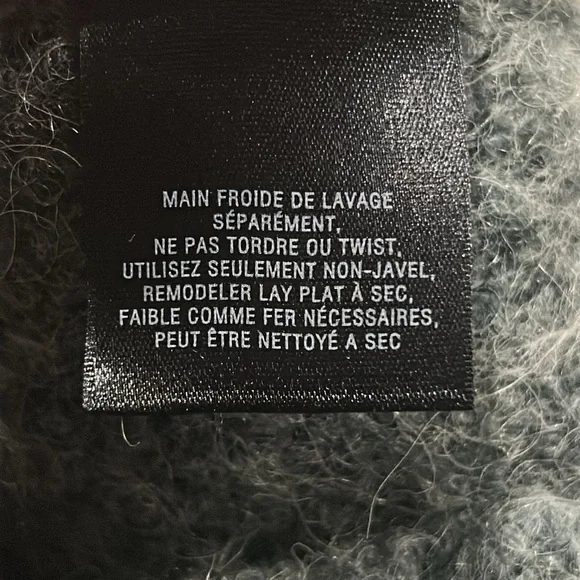 MAIN FROIDE DE LAVAGE
SÉPARÉMENT,
NE PAS TORDRE OU TWIST,
UTILISEZ SEULEMENT NON-JAVEL,
REMODELER LAY PLAT À SEC,
FAIBLE COMME FER NÉCESSAIRES,
PEUT ÊTRE NETTOYÉ A SEC